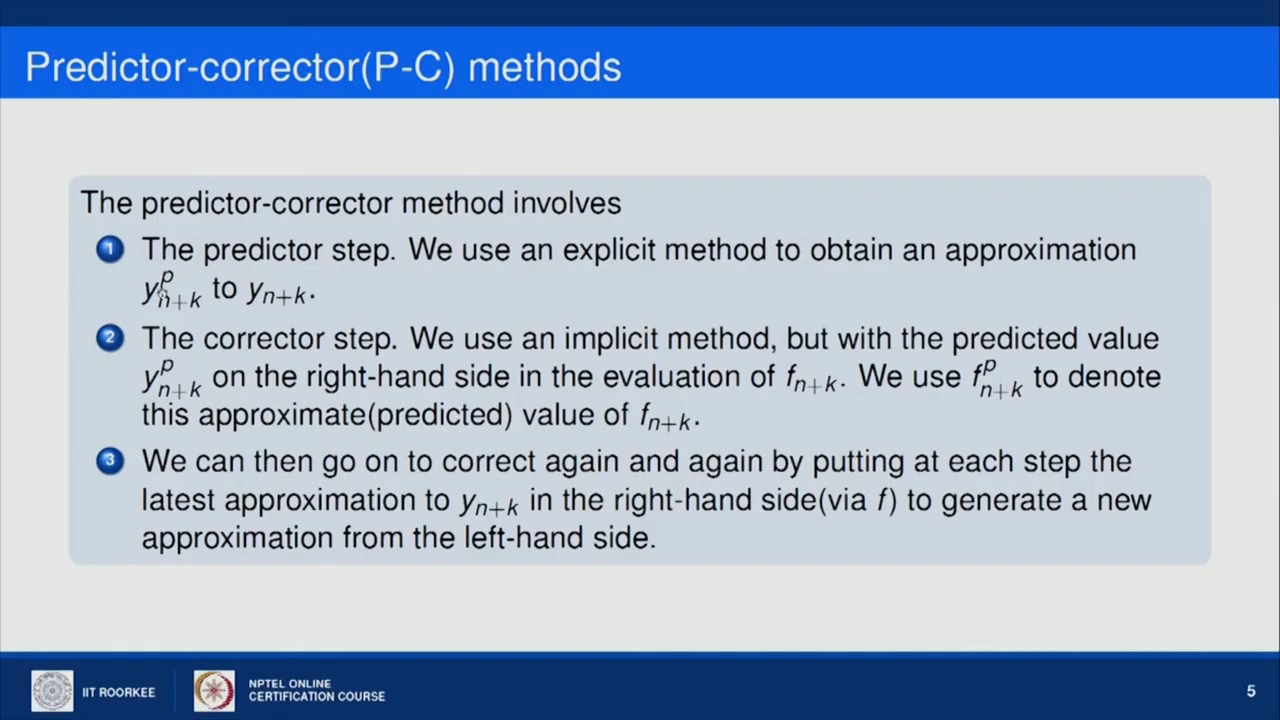 Predictor-corrector(P-C) methods
The predictor-corrector method involves
1 The predictor step. We use an explicit method to obtain an approximation
y^p_{n+k} to y_{n+k}.
2 The corrector step. We use an implicit method, but with the predicted value
y^p_{n+k} on the right-hand side in the evaluation of f_{n+k}. We use f^p_{n+k} to denote
this approximate(predicted) value of f_{n+k}.
3 We can then go on to correct again and again by putting at each step the
latest approximation to y_{n+k} in the right-hand side(via f) to generate a new
approximation from the left-hand side.
IIT ROORKEE
NPTEL ONLINE
CERTIFICATION COURSE
5